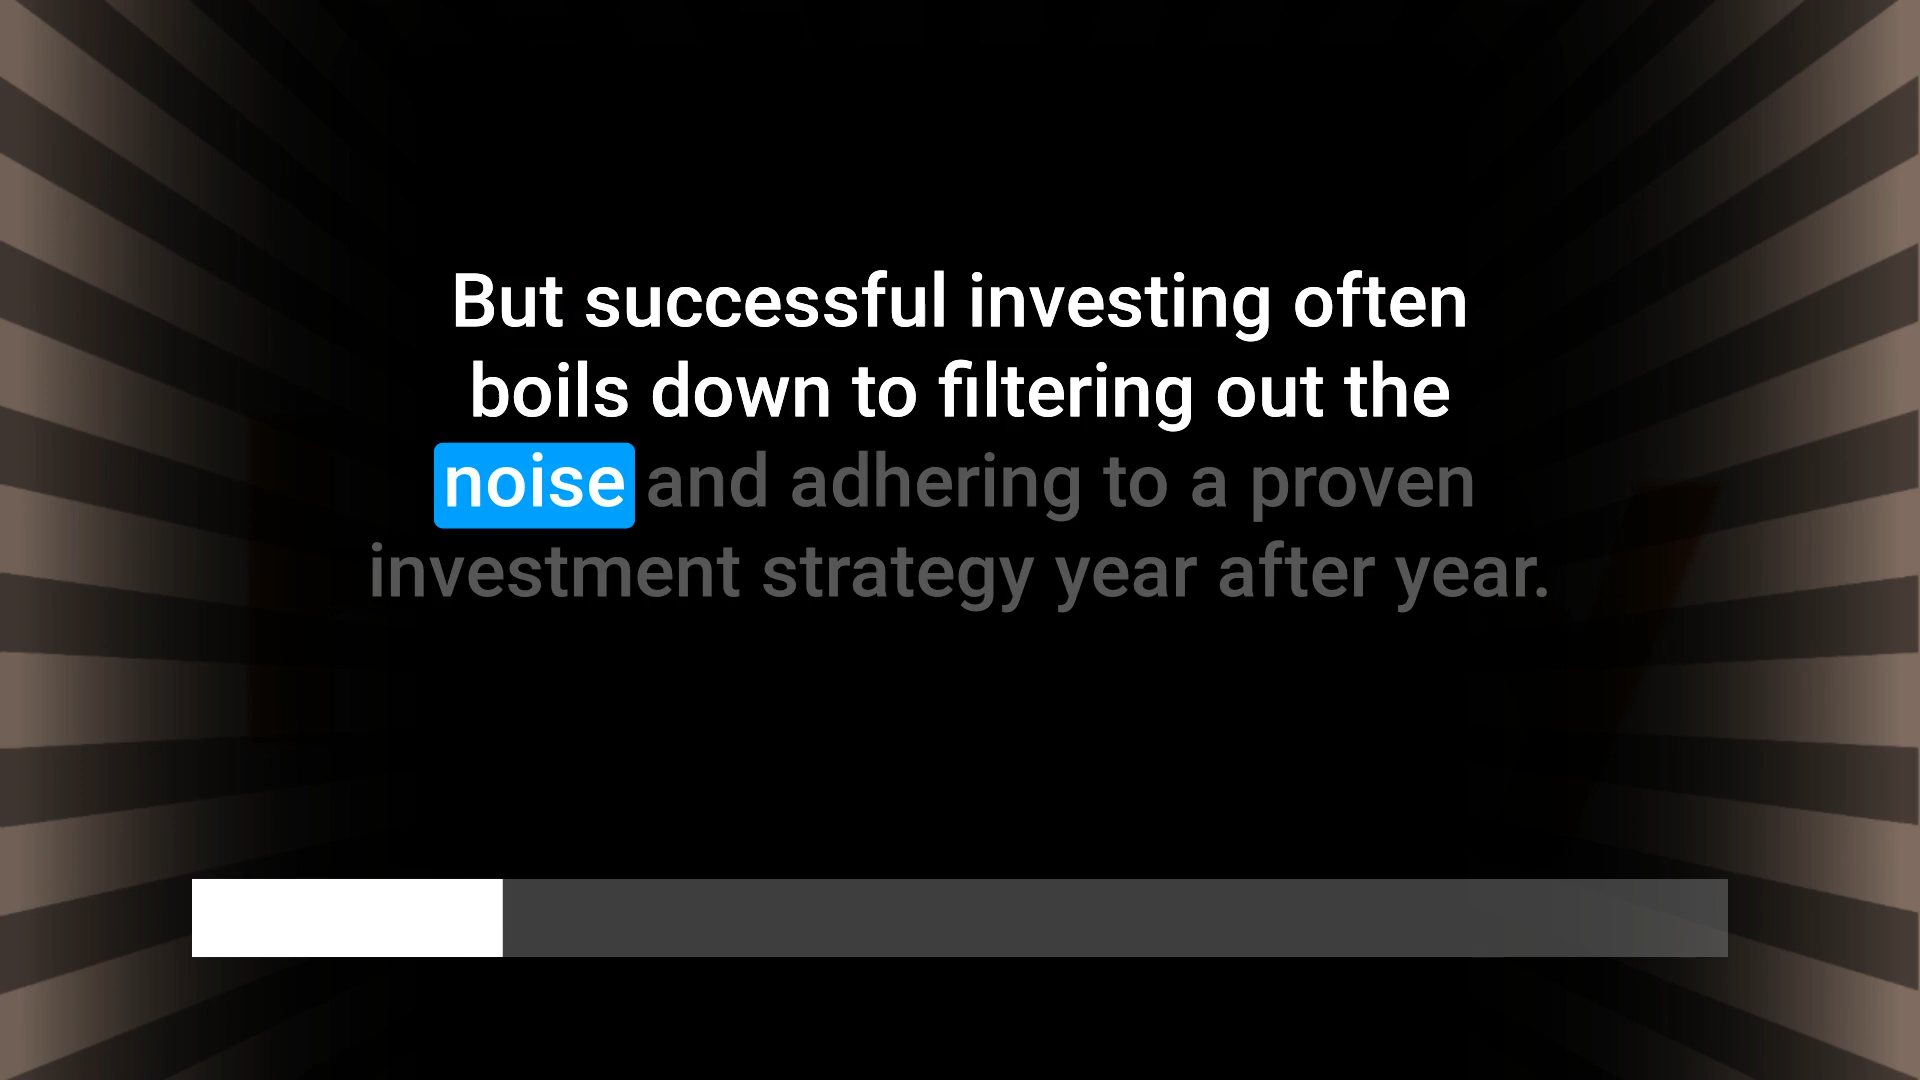 But successful investing often
boils down to filtering out the
noise and adhering to a proven
investment strategy year after year.